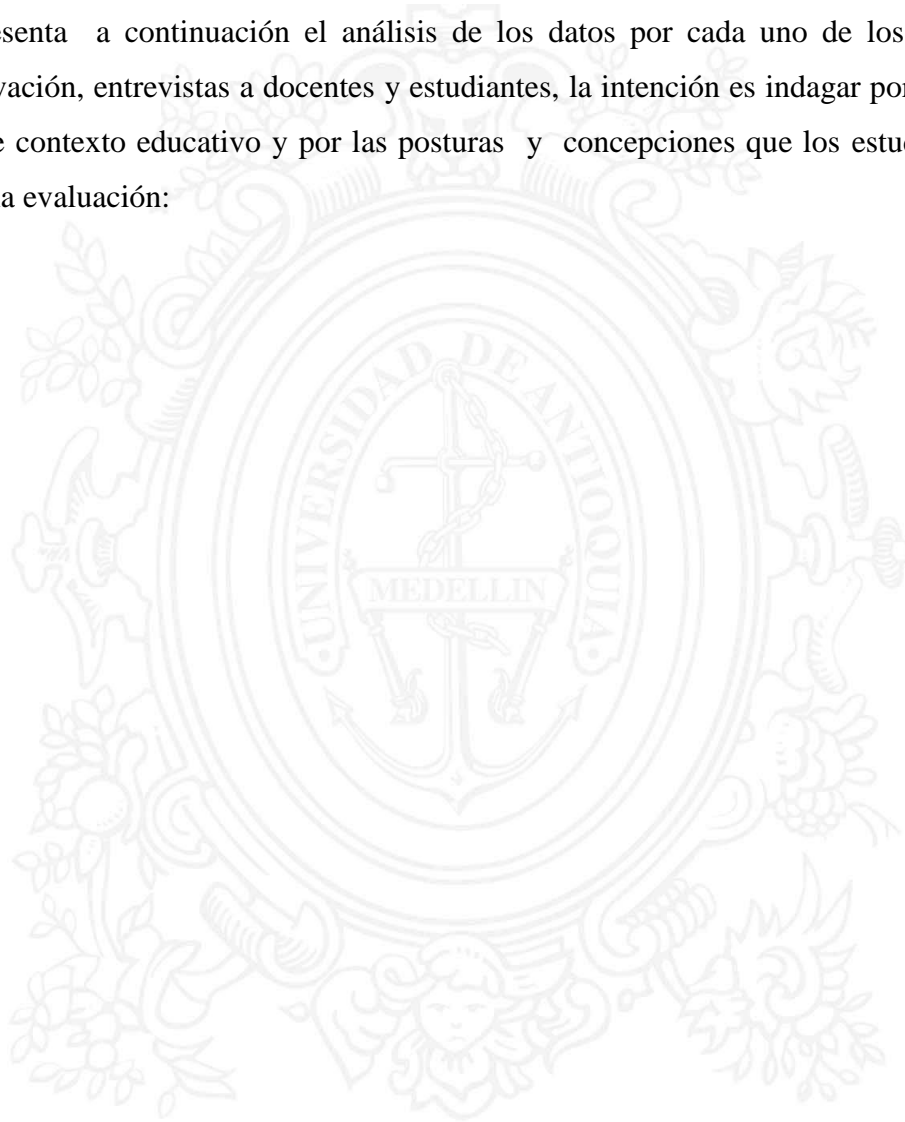 esenta a continuación el análisis de los datos por cada uno de los
vación, entrevistas a docentes y estudiantes, la intención es indagar por
e contexto educativo y por las posturas y concepciones que los estud
a evaluación:
UNIVERSIDAD DE ANTIOQUIA
MEDELLIN